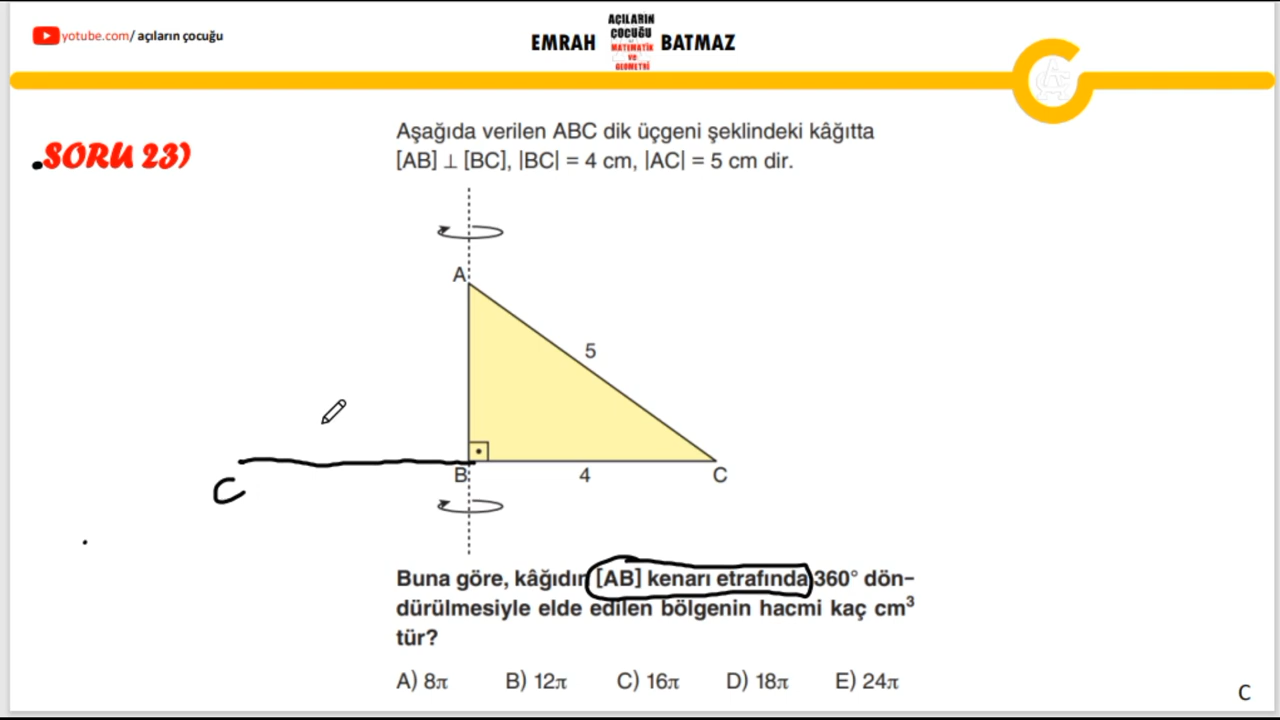 yotube.com/ açıların çocuğu
AÇILARIN
ÇOCUĞU
EMRAH MATEMATİK BATMAZ
ve
GEOMETRİ
SORU 23)
Aşağıda verilen ABC dik üçgeni şeklindeki kâğıtta
[AB] ⊥ [BC], |BC| = 4 cm, |AC| = 5 cm dir.
A
5
B
4
C
C
Buna göre, kâğıdın [AB] kenarı etrafında 360° dön-
dürülmesiyle elde edilen bölgenin hacmi kaç cm³
tür?
A) 8π B) 12π C) 16π D) 18π E) 24π
C